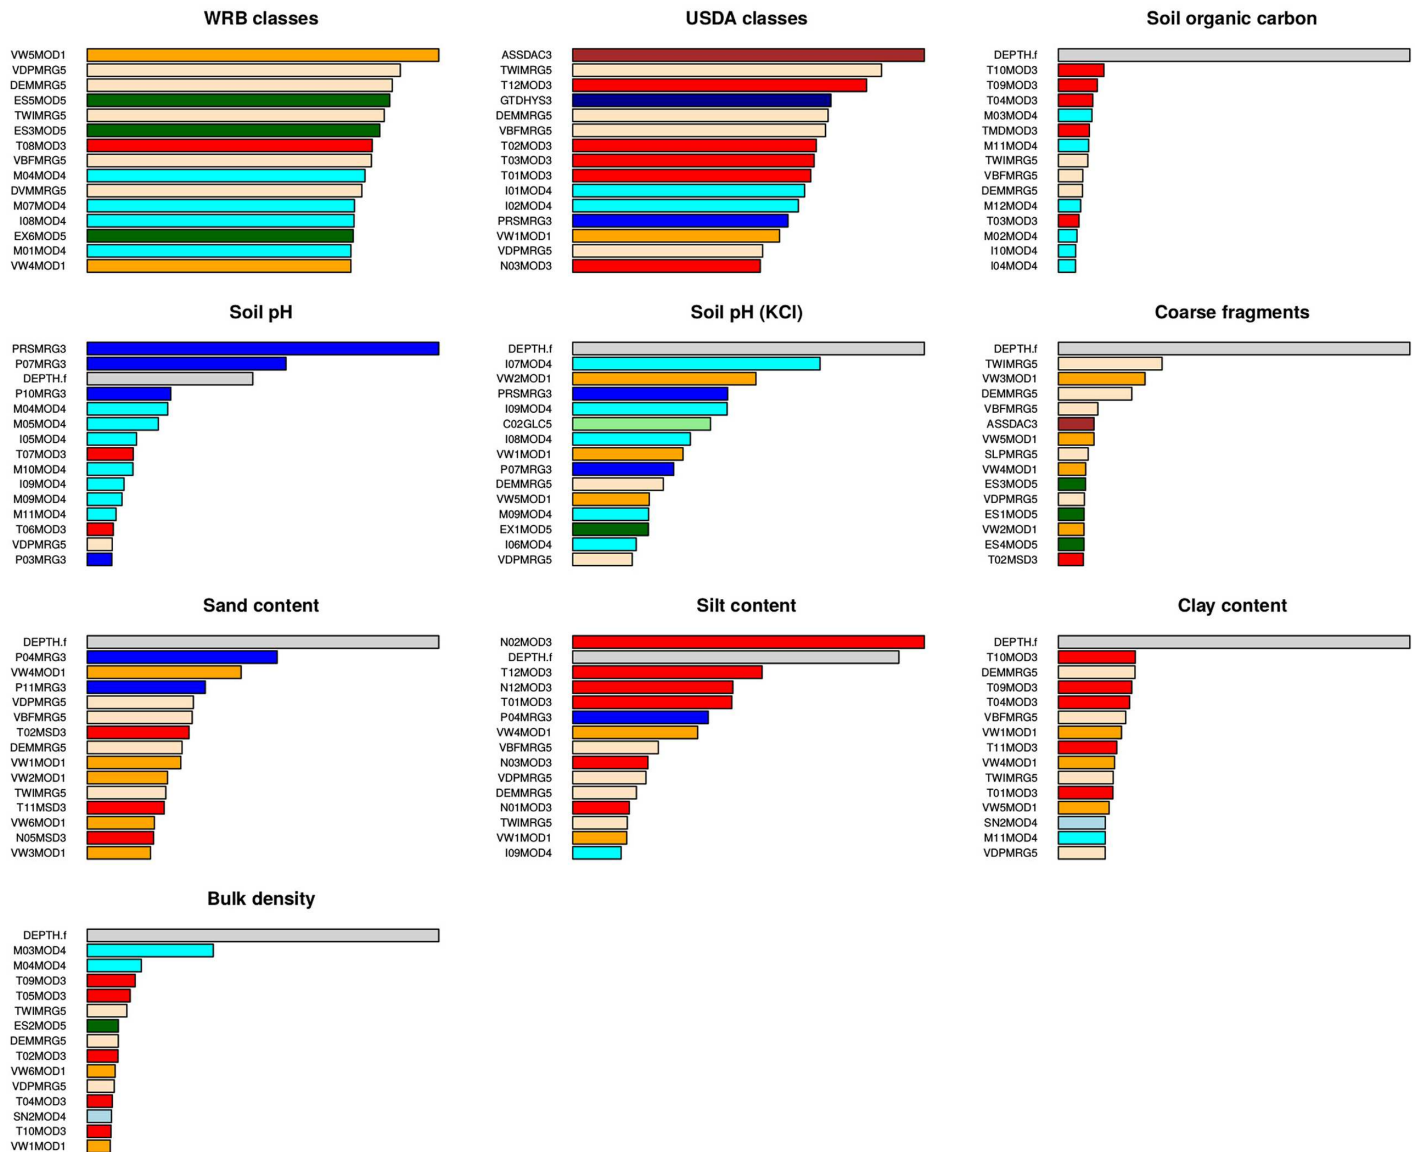 WRB classes
VW5MOD1
VDPMRG5
DEMMRG5
ES5MOD5
TWIMRG5
ES3MOD5
T08MOD3
VBFMRG5
M04MOD4
DVMMRG5
M07MOD4
I08MOD4
EX6MOD5
M01MOD4
VW4MOD1
USDA classes
ASSDAC3
TWIMRG5
T12MOD3
GTDHYS3
DEMMRG5
VBFMRG5
T02MOD3
T03MOD3
T01MOD3
I01MOD4
I02MOD4
PRSMRG3
VW1MOD1
VDPMRG5
N03MOD3
Soil organic carbon
DEPTH.f
T10MOD3
T09MOD3
T04MOD3
M03MOD4
TMDMOD3
M11MOD4
TWIMRG5
VBFMRG5
DEMMRG5
M12MOD4
T03MOD3
M02MOD4
I10MOD4
I04MOD4
Soil pH
PRSMRG3
P07MRG3
DEPTH.f
P10MRG3
M04MOD4
M05MOD4
I05MOD4
T07MOD3
M10MOD4
I09MOD4
M09MOD4
M11MOD4
T06MOD3
VDPMRG5
P03MRG3
Soil pH (KCl)
DEPTH.f
I07MOD4
VW2MOD1
PRSMRG3
I09MOD4
C02GLC5
I08MOD4
VW1MOD1
P07MRG3
DEMMRG5
VW5MOD1
M09MOD4
EX1MOD5
I06MOD4
VDPMRG5
Coarse fragments
DEPTH.f
TWIMRG5
VW3MOD1
DEMMRG5
VBFMRG5
ASSDAC3
VW5MOD1
SLPMRG5
VW4MOD1
ES3MOD5
VDPMRG5
ES1MOD5
VW2MOD1
ES4MOD5
T02MSD3
Sand content
DEPTH.f
P04MRG3
VW4MOD1
P11MRG3
VDPMRG5
VBFMRG5
T02MSD3
DEMMRG5
VW1MOD1
VW2MOD1
TWIMRG5
T11MSD3
VW6MOD1
N05MSD3
VW3MOD1
Silt content
N02MOD3
DEPTH.f
T12MOD3
N12MOD3
T01MOD3
P04MRG3
VW4MOD1
VBFMRG5
N03MOD3
VDPMRG5
DEMMRG5
N01MOD3
TWIMRG5
VW1MOD1
I09MOD4
Clay content
DEPTH.f
T10MOD3
DEMMRG5
T09MOD3
T04MOD3
VBFMRG5
VW1MOD1
T11MOD3
VW4MOD1
TWIMRG5
T01MOD3
VW5MOD1
SN2MOD4
M11MOD4
VDPMRG5
Bulk density
DEPTH.f
M03MOD4
M04MOD4
T09MOD3
T05MOD3
TWIMRG5
ES2MOD5
DEMMRG5
T02MOD3
VW6MOD1
VDPMRG5
T04MOD3
SN2MOD4
T10MOD3
VW1MOD1